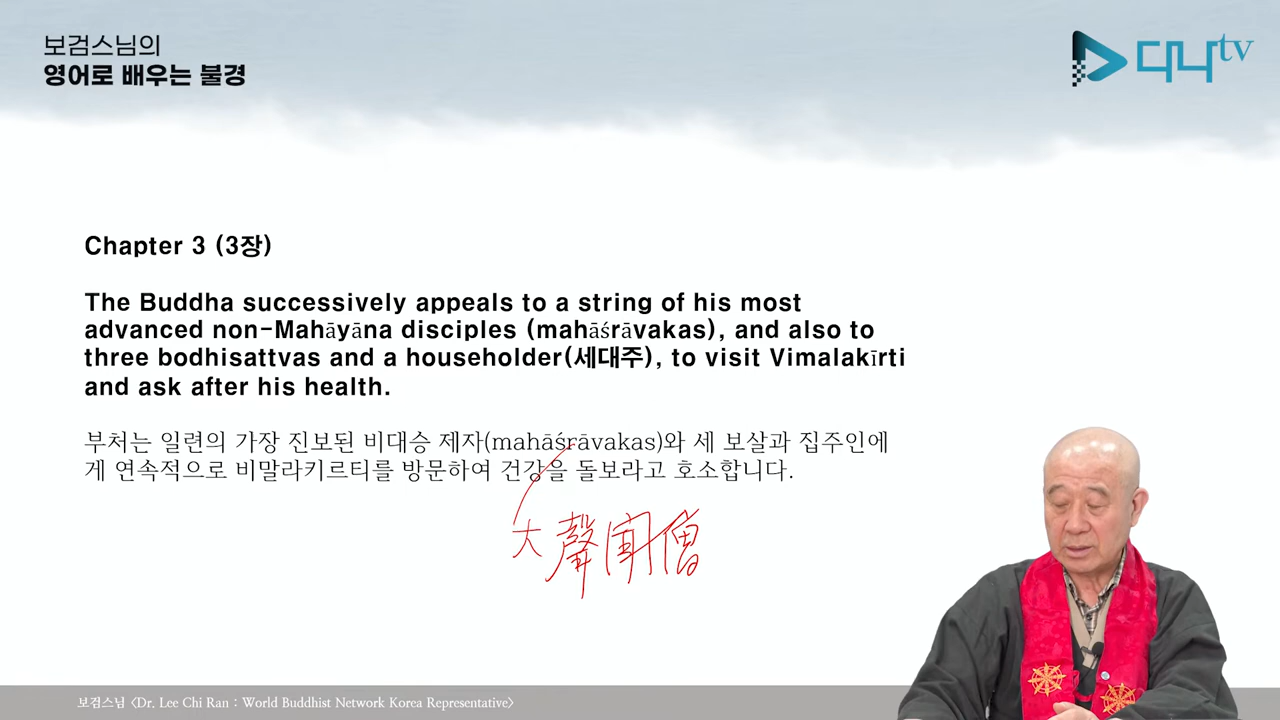 보검스님의
영어로 배우는 불경
디나tv
Chapter 3 (3장)
The Buddha successively appeals to a string of his most
advanced non-Mahāyāna disciples (mahāśrāvakas), and also to
three bodhisattvas and a householder(세대주), to visit Vimalakīrti
and ask after his health.
부처는 일련의 가장 진보된 비대승 제자(mahāśrāvakas)와 세 보살과 집주인에
게 연속적으로 비말라키르티를 방문하여 건강을 돌보라고 호소합니다.
大聲聞僧
보검스님 <Dr. Lee Chi Ran : World Buddhist Network Korea Representative>